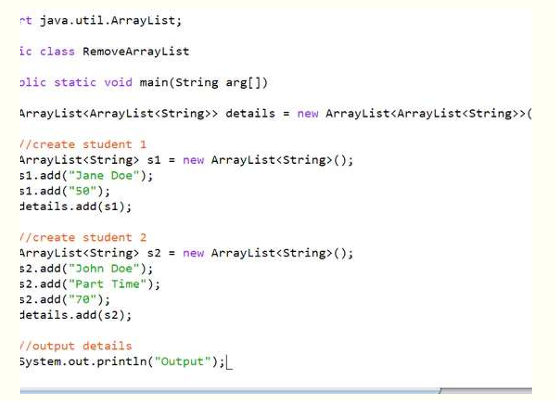 rt java.util.ArrayList;
ic class RemoveArrayList
blic static void main(String arg[])
ArrayList<ArrayList<String>> details = new ArrayList<ArrayList<String>>(
//create student 1
ArrayList<String> s1 = new ArrayList<String>();
s1.add("Jane Doe");
s1.add("50");
details.add(s1);
//create student 2
ArrayList<String> s2 = new ArrayList<String>();
s2.add("John Doe");
s2.add("Part Time");
s2.add("70");
details.add(s2);
//output details
System.out.println("Output");